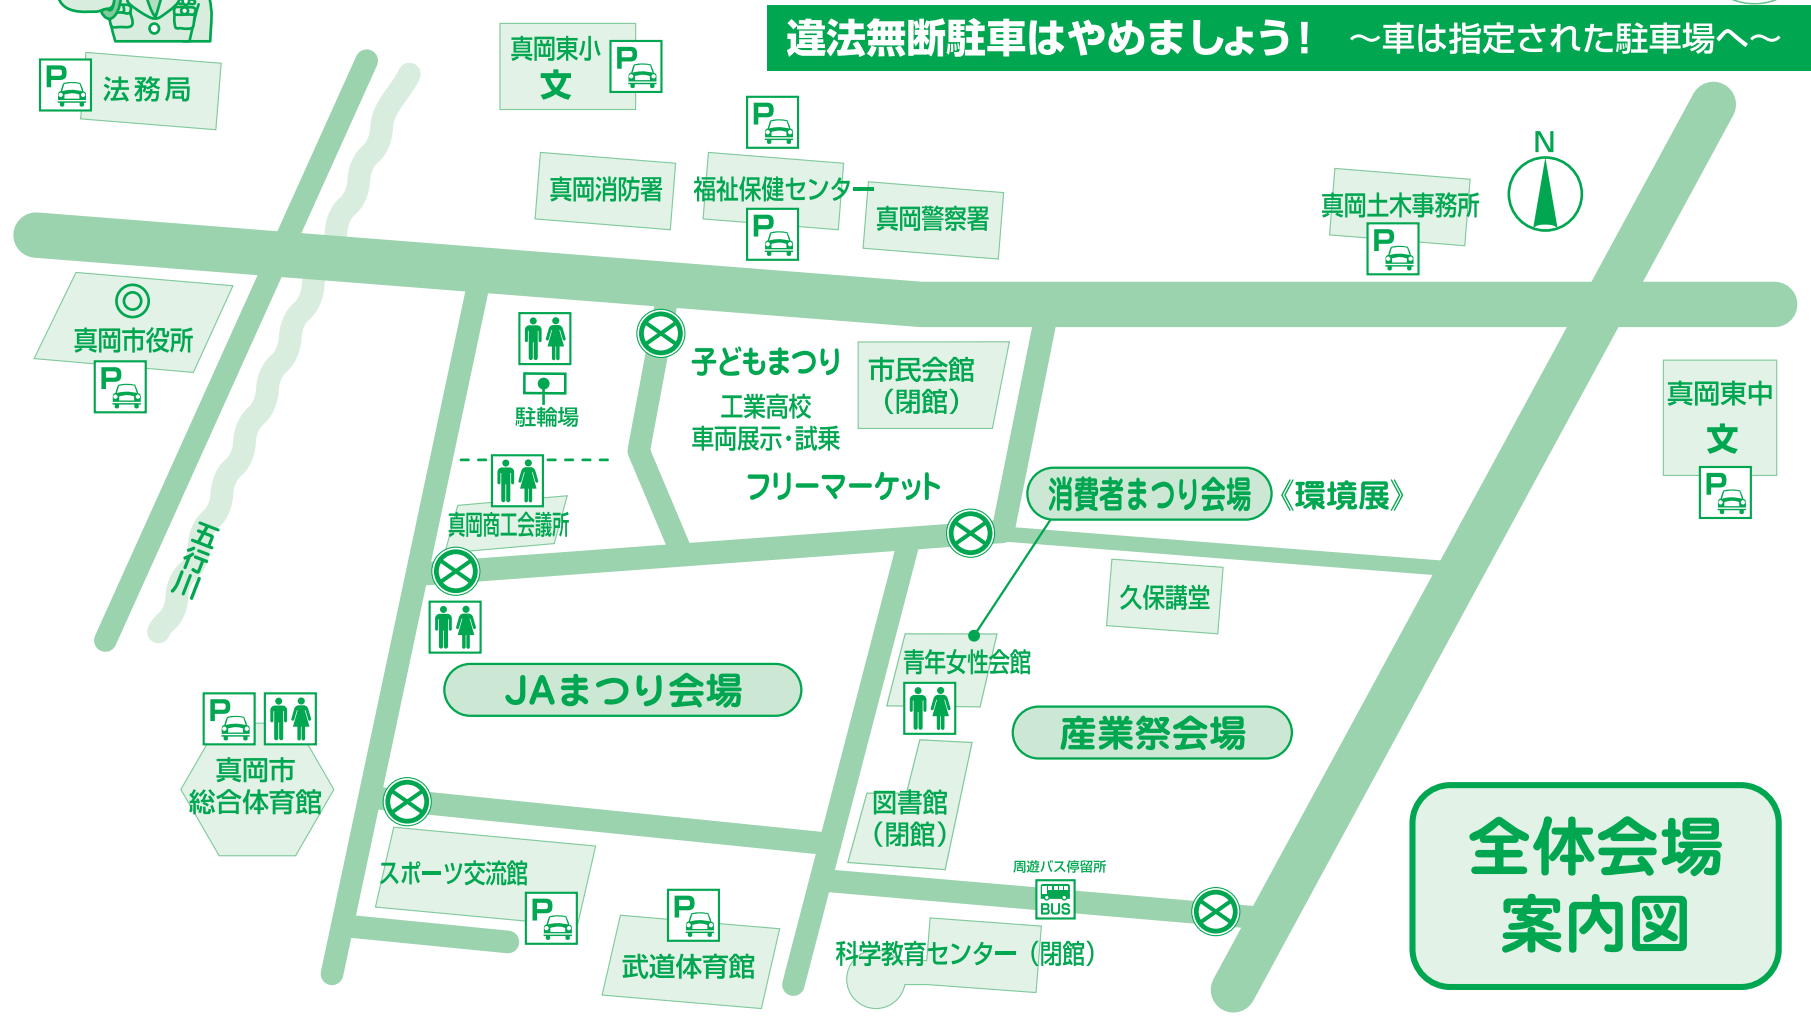 違法無断駐車はやめましょう！　〜車は指定された駐車場へ〜
P
法務局
真岡東小
文
P
P
真岡消防署
福祉保健センター
P
真岡警察署
真岡土木事務所
P
N
真岡市役所
P
駐輪場
子どもまつり
工業高校
車両展示・試乗
フリーマーケット
市民会館
（閉館）
真岡東中
文
P
消費者まつり会場
《環境展》
真岡商工会議所
五行川
久保講堂
青年女性会館
JAまつり会場
産業祭会場
P
真岡市
総合体育館
図書館
（閉館）
スポーツ交流館
P
周遊バス停留所
BUS
P
武道体育館
科学教育センター（閉館）
全体会場
案内図